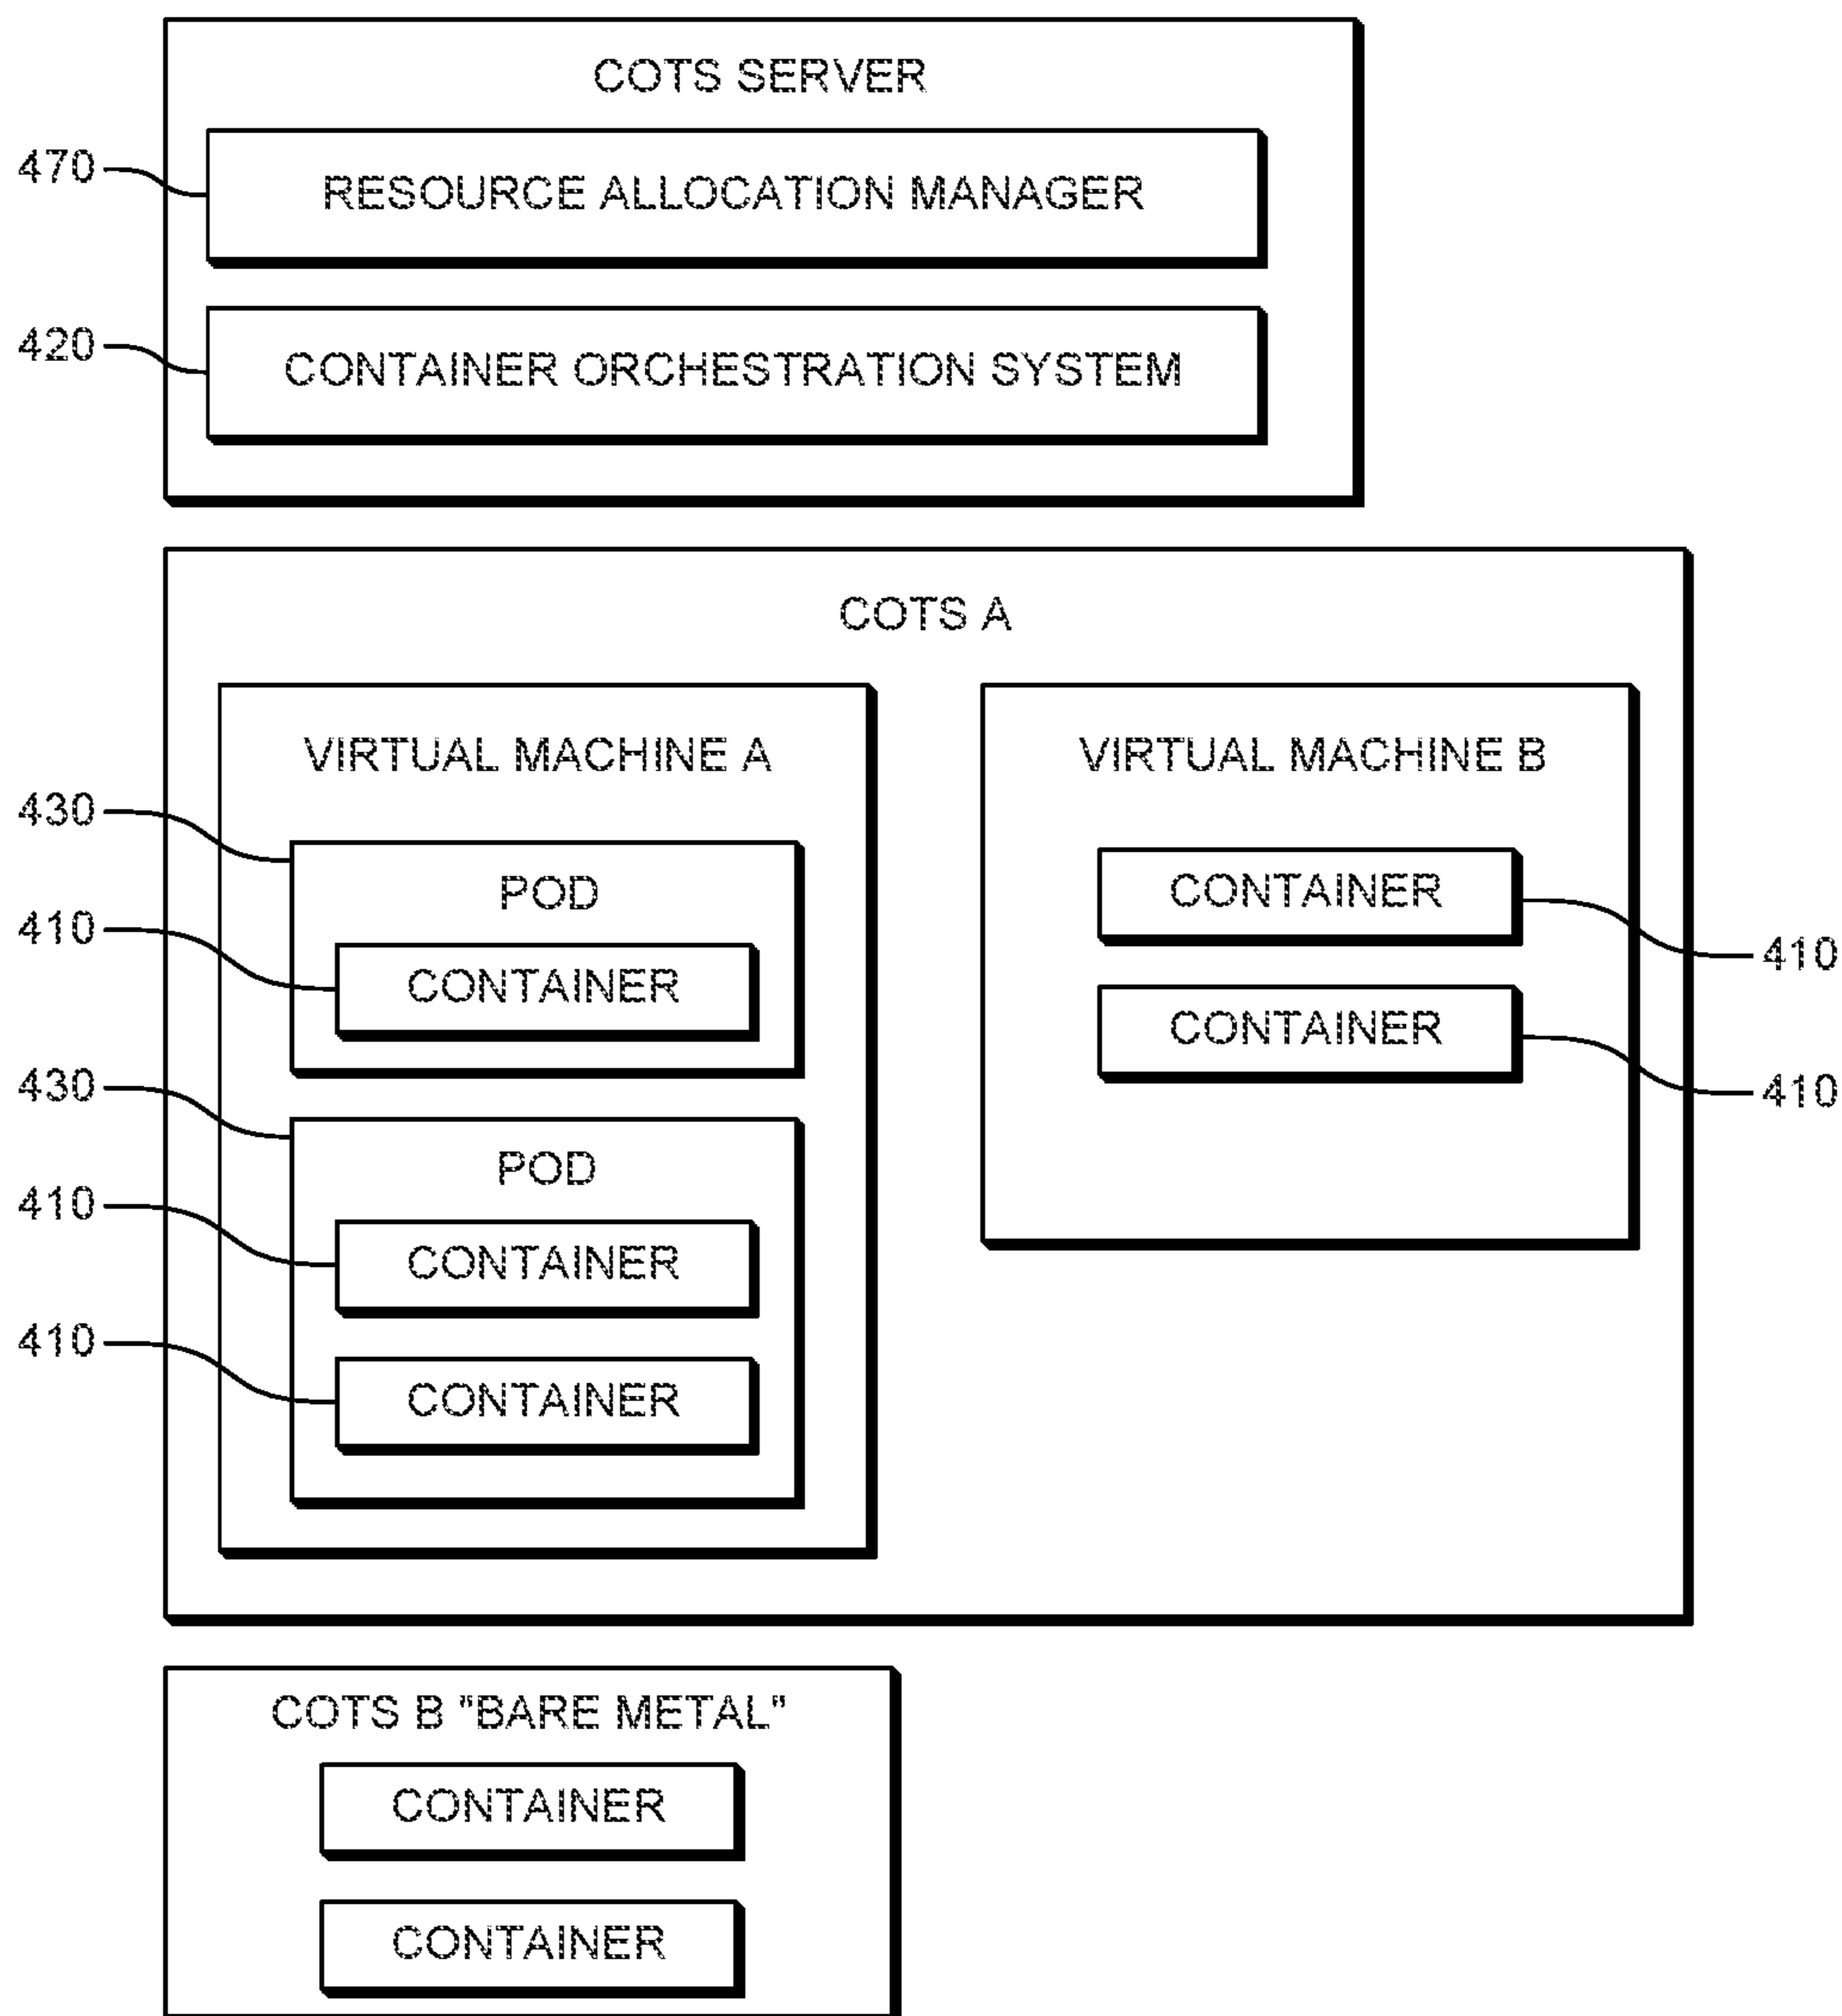 COTS SERVER
470
RESOURCE ALLOCATION MANAGER
420
CONTAINER ORCHESTRATION SYSTEM
COTS A
VIRTUAL MACHINE A
430
POD
410
CONTAINER
430
POD
410
CONTAINER
410
CONTAINER
VIRTUAL MACHINE B
CONTAINER
410
CONTAINER
410
COTS B "BARE METAL"
CONTAINER
CONTAINER